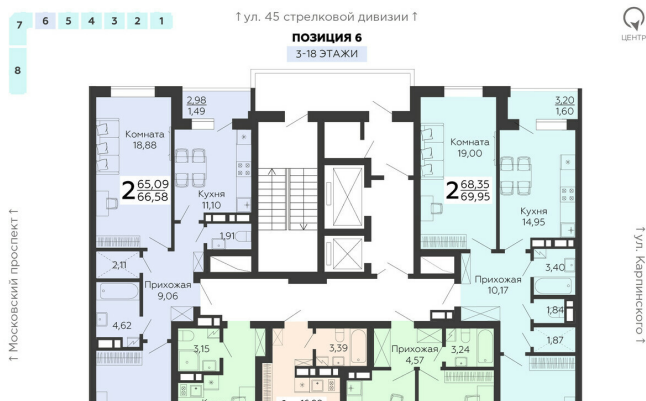 ↑ ул. 45 стрелковой дивизии ↑
7 6 5 4 3 2 1
8
ПОЗИЦИЯ 6
3-18 ЭТАЖИ
ЦЕНТР
↑ Московский проспект ↑
↑ ул. Карпинского ↑
2,98
1,49
Комната
18,88
2 65,09
66,58
Кухня
11,10
1,91
2,11
Прихожая
9,06
4,62
3,20
1,60
Комната
19,00
2 68,35
69,95
Кухня
14,95
3,40
Прихожая
10,17
1,84
1,87
3,15
3,39
Прихожая
4,57
3,24